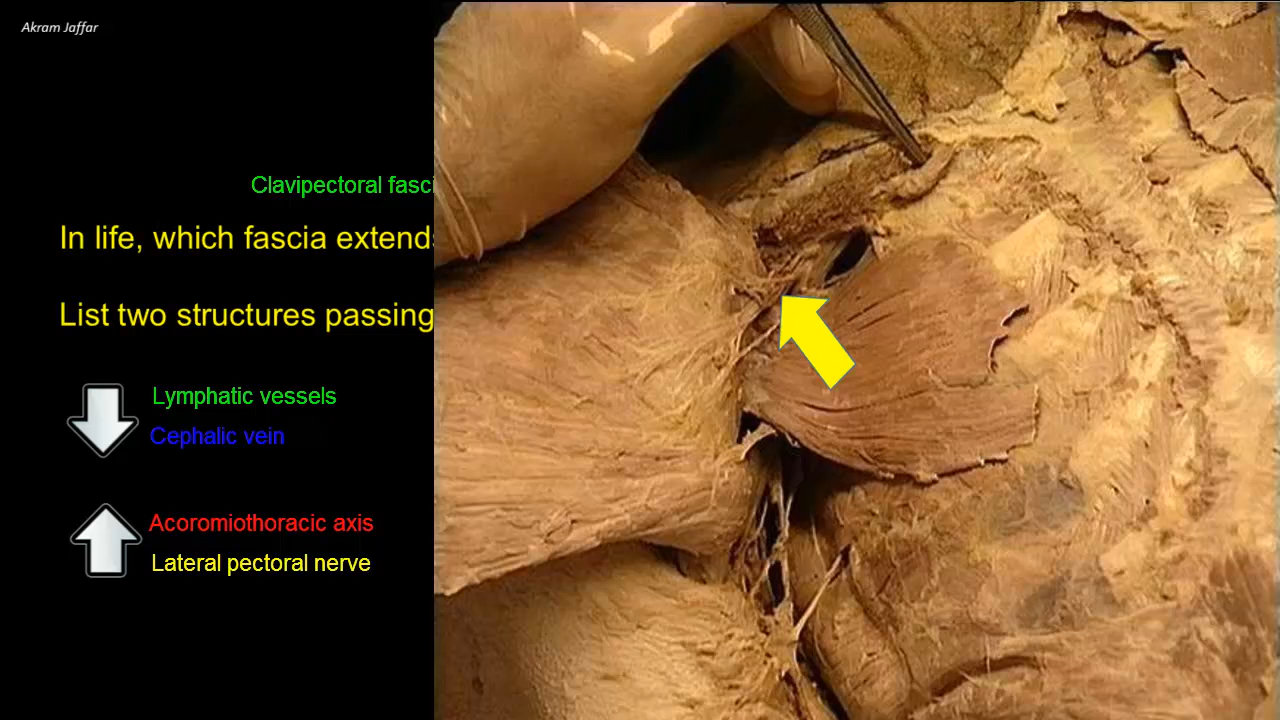 Akram Jaffar
Clavipectoral fasci
In life, which fascia extends
List two structures passing
Lymphatic vessels
Cephalic vein
Acoromiothoracic axis
Lateral pectoral nerve